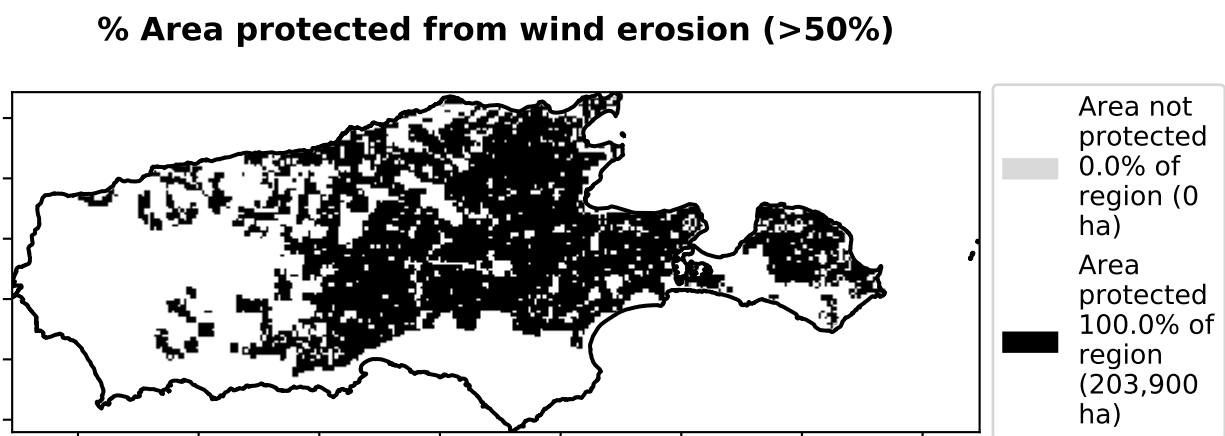 % Area protected from wind erosion (>50%)
Area not
protected
0.0% of
region (0
ha)
Area
protected
100.0% of
region
(203,900
ha)